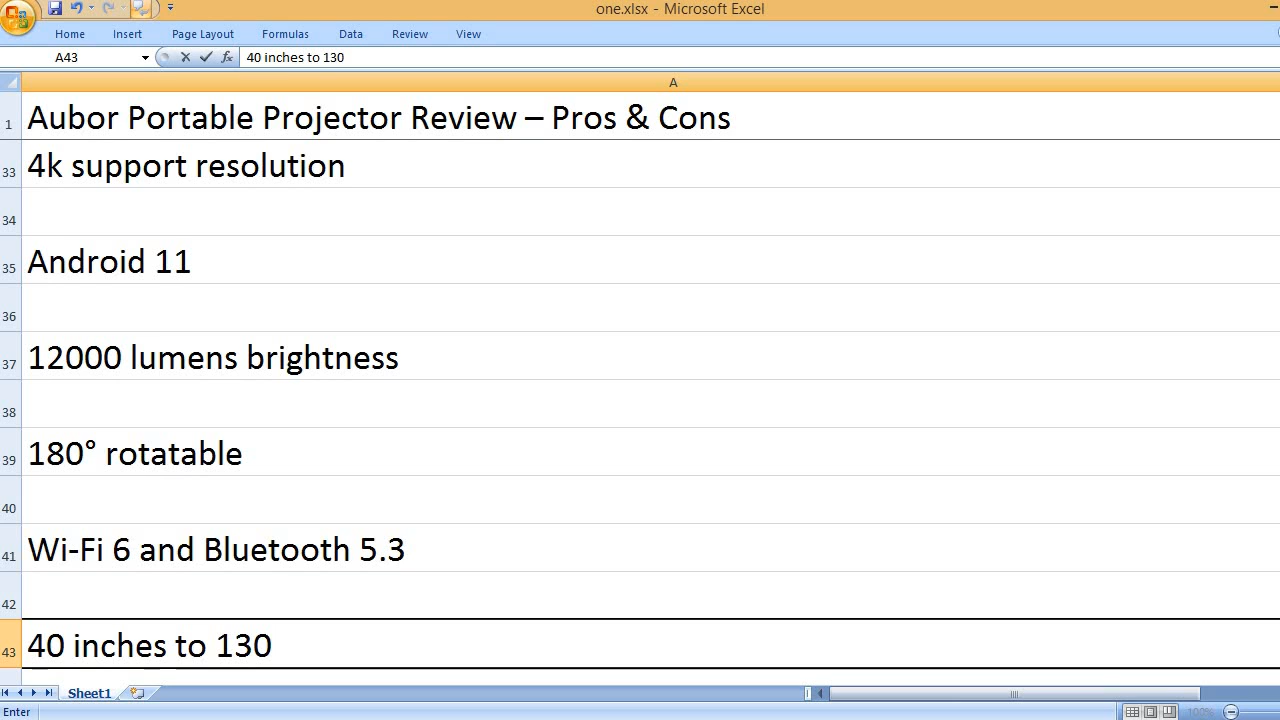 one.xlsx - Microsoft Excel
Home Insert Page Layout Formulas Data Review View
A43 fx 40 inches to 130
A
1 Aubor Portable Projector Review – Pros & Cons
33 4k support resolution
34
35 Android 11
36
37 12000 lumens brightness
38
39 180° rotatable
40
41 Wi-Fi 6 and Bluetooth 5.3
42
43 40 inches to 130
Sheet1
Enter 100%